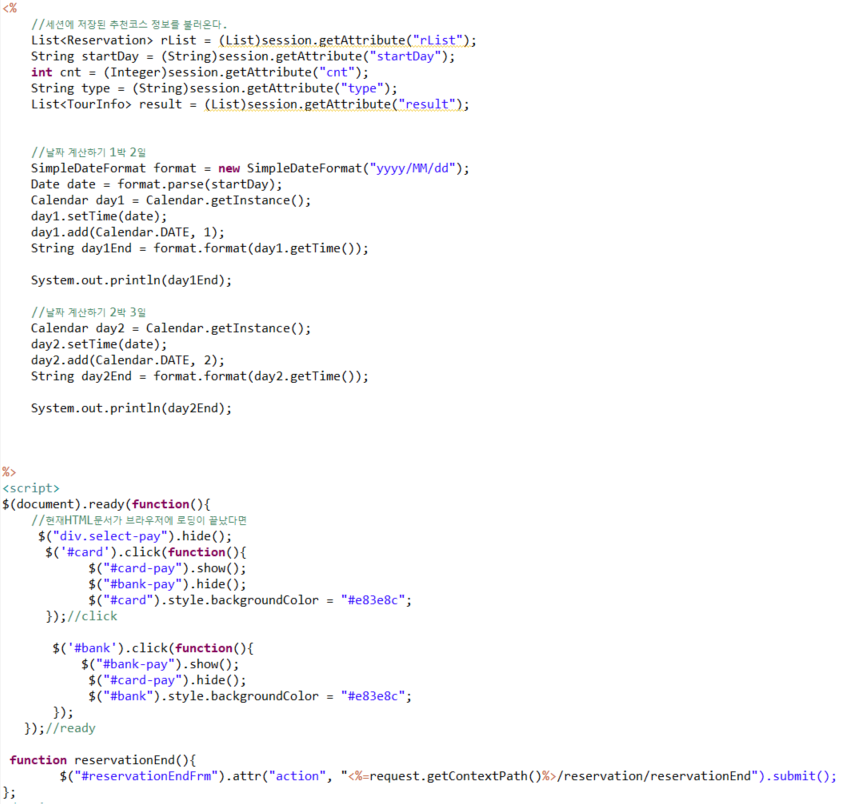 <%
//세션에 저장된 추천코스 정보를 불러온다.
List<Reservation> rList = (List)session.getAttribute("rList");
String startDay = (String)session.getAttribute("startDay");
int cnt = (Integer)session.getAttribute("cnt");
String type = (String)session.getAttribute("type");
List<TourInfo> result = (List)session.getAttribute("result");
//날짜 계산하기 1박 2일
SimpleDateFormat format = new SimpleDateFormat("yyyy/MM/dd");
Date date = format.parse(startDay);
Calendar day1 = Calendar.getInstance();
day1.setTime(date);
day1.add(Calendar.DATE, 1);
String day1End = format.format(day1.getTime());
System.out.println(day1End);
//날짜 계산하기 2박 3일
Calendar day2 = Calendar.getInstance();
day2.setTime(date);
day2.add(Calendar.DATE, 2);
String day2End = format.format(day2.getTime());
System.out.println(day2End);
%>
<script>
$(document).ready(function(){
//현재HTML문서가 브라우저에 로딩이 끝났다면
$("div.select-pay").hide();
$('#card').click(function(){
$("#card-pay").show();
$("#bank-pay").hide();
$("#card").style.backgroundColor = "#e83e8c";
});//click
$('#bank').click(function(){
$("#bank-pay").show();
$("#card-pay").hide();
$("#bank").style.backgroundColor = "#e83e8c";
});
});//ready
function reservationEnd(){
$("#reservationEndFrm").attr("action", "<%=request.getContextPath()%>/reservation/reservationEnd").submit();
};